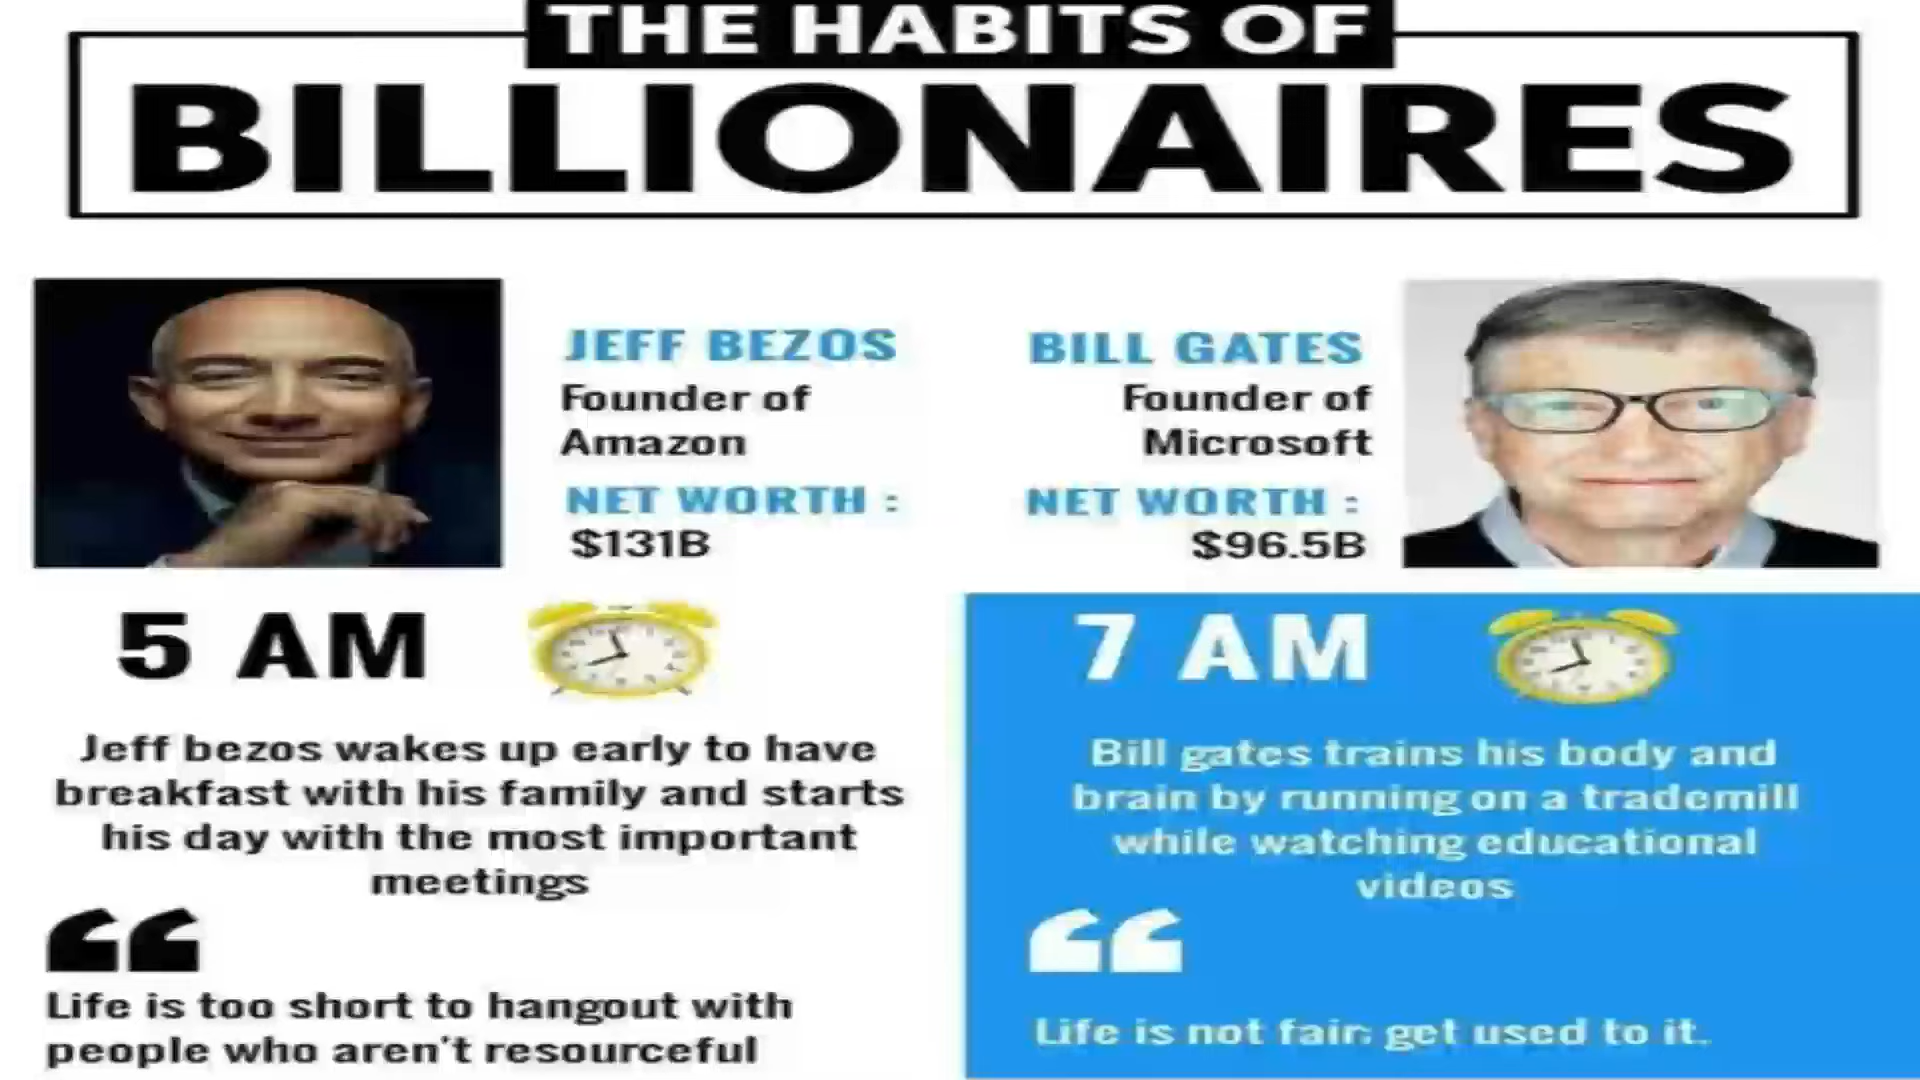 THE HABITS OF
BILLIONAIRES
JEFF BEZOS
Founder of
Amazon
NET WORTH :
$131B
BILL GATES
Founder of
Microsoft
NET WORTH :
$96.5B
5 AM
Jeff bezos wakes up early to have
breakfast with his family and starts
his day with the most important
meetings
“
Life is too short to hangout with
people who aren't resourceful
7 AM
Bill gates trains his body and
brain by running on a trademill
while watching educational
videos
“
Life is not fair; get used to it.